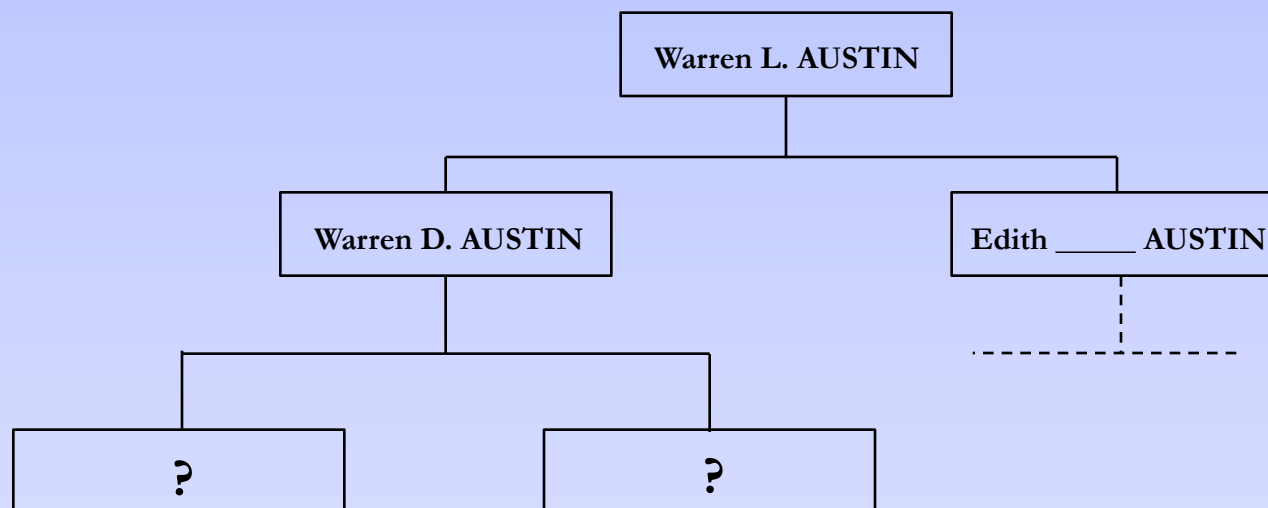 Warren L. AUSTIN
Warren D. AUSTIN
Edith _____ AUSTIN
?
?